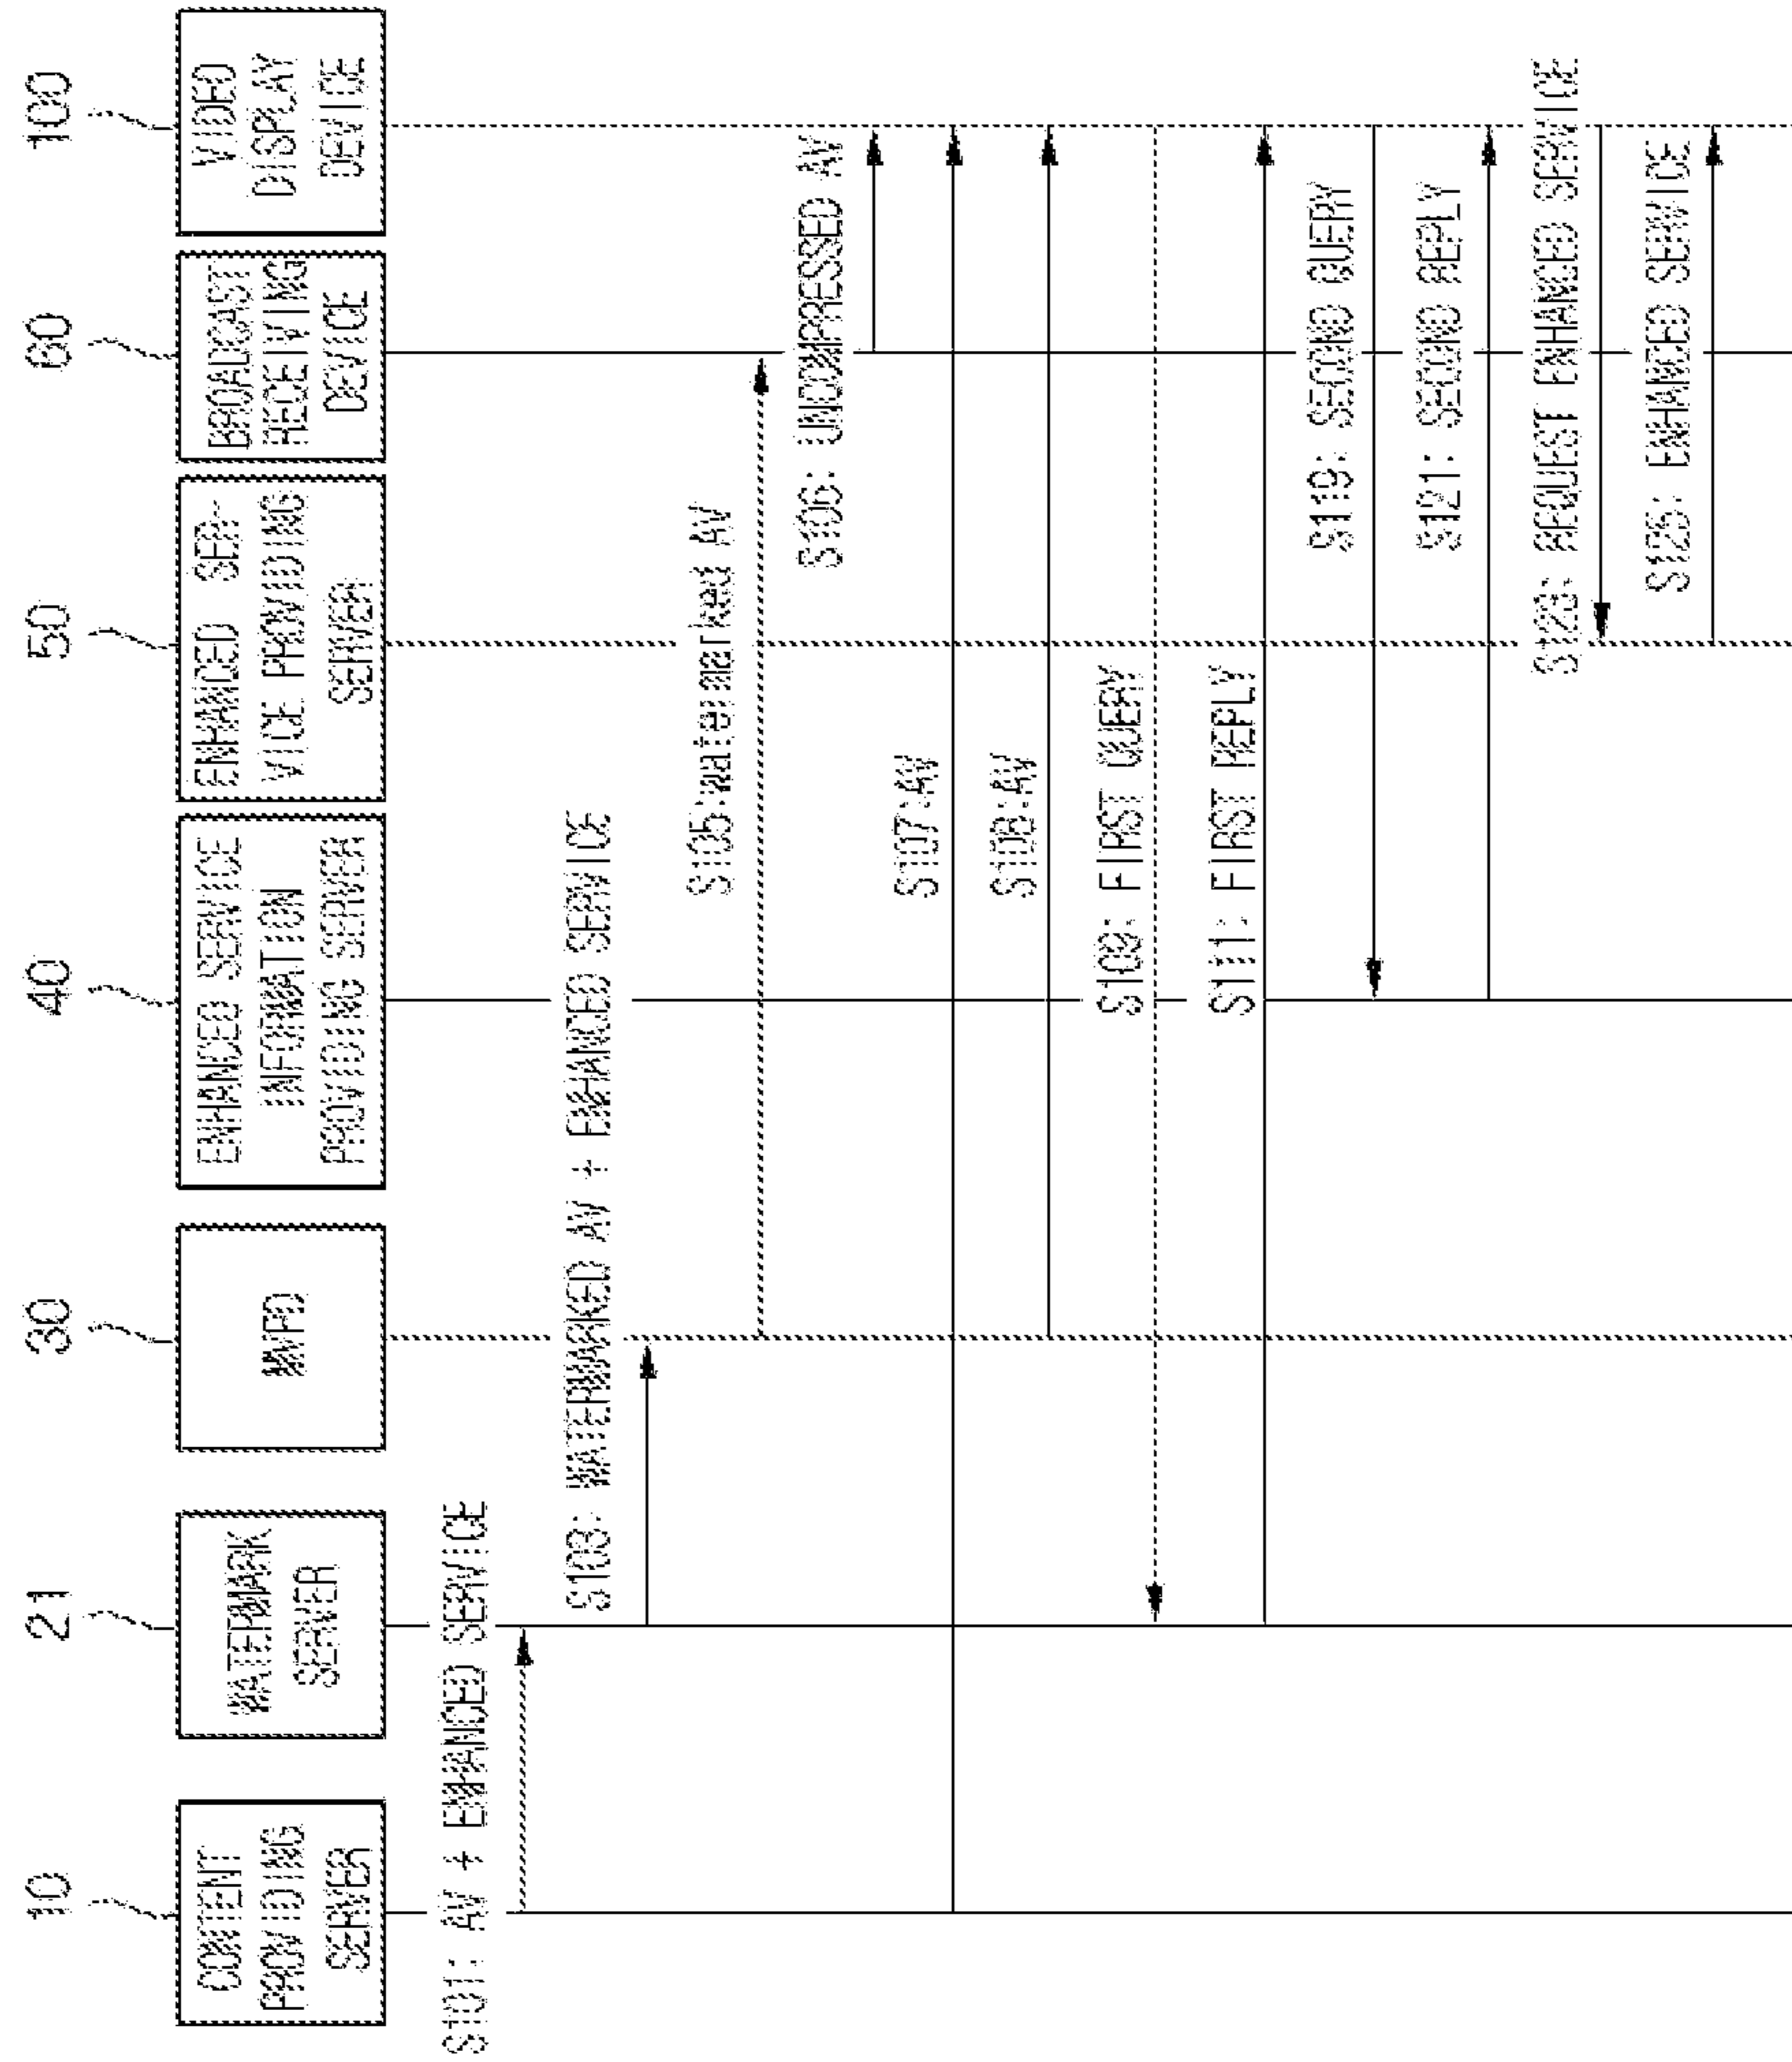 10
CONTENT
PROVIDING
SERVER
21
WATERMARK
SERVER
30
MVPD
40
ENHANCED SERVICE
INFORMATION
PROVIDING SERVER
50
ENHANCED SER-
VICE PROVIDING
SERVER
60
BROADCAST
RECEIVING
DEVICE
100
VIDEO
DISPLAY
DEVICE
S101: AV + ENHANCED SERVICE
S103: WATERMARKED AV + ENHANCED SERVICE
S105:watermarked AV
S106: UNCOMPRESSED AV
S107:AV
S108:AV
S109: FIRST QUERY
S111: FIRST REPLY
S119: SECOND QUERY
S121: SECOND REPLY
S123: REQUEST ENHANCED SERVICE
S125: ENHANCED SERVICE